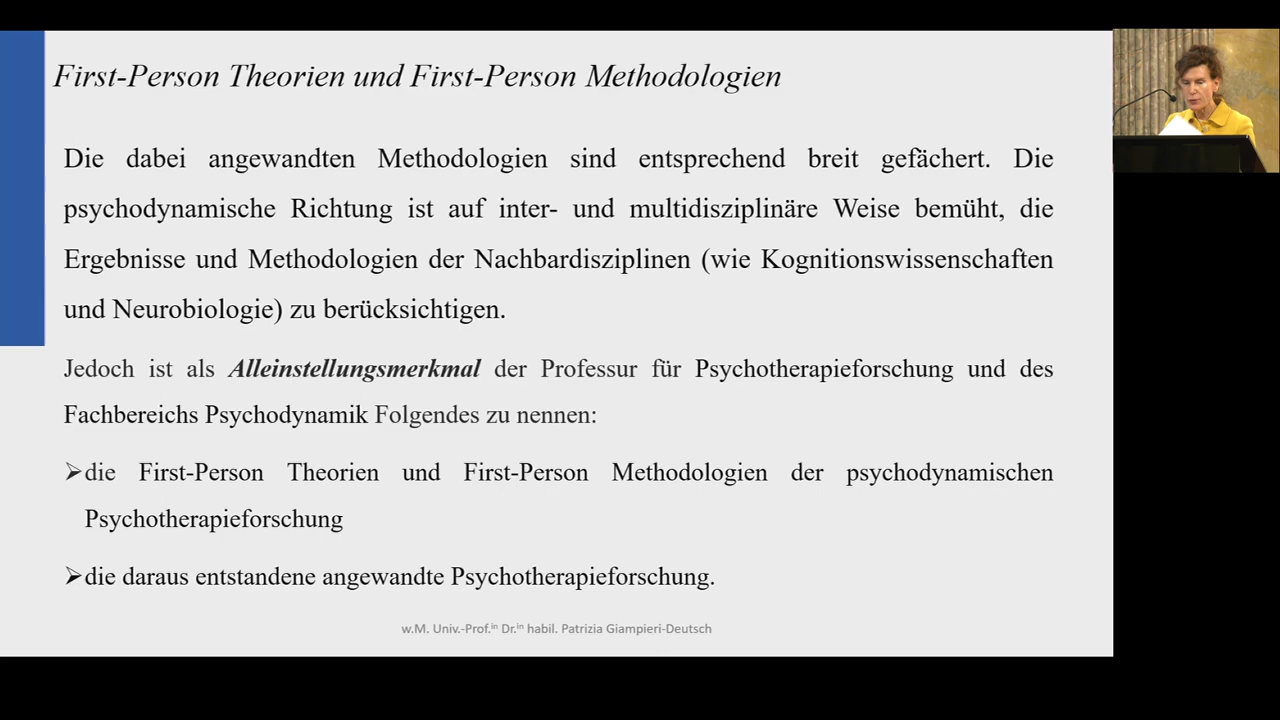 First-Person Theorien und First-Person Methodologien
Die dabei angewandten Methodologien sind entsprechend breit gefächert. Die
psychodynamische Richtung ist auf inter- und multidisziplinäre Weise bemüht, die
Ergebnisse und Methodologien der Nachbardisziplinen (wie Kognitionswissenschaften
und Neurobiologie) zu berücksichtigen.
Jedoch ist als Alleinstellungsmerkmal der Professur für Psychotherapieforschung und des
Fachbereichs Psychodynamik Folgendes zu nennen:
➢die First-Person Theorien und First-Person Methodologien der psychodynamischen
Psychotherapieforschung
➢die daraus entstandene angewandte Psychotherapieforschung.
w.M. Univ.-Prof.ⁱⁿ Dr.ⁱⁿ habil. Patrizia Giampieri-Deutsch